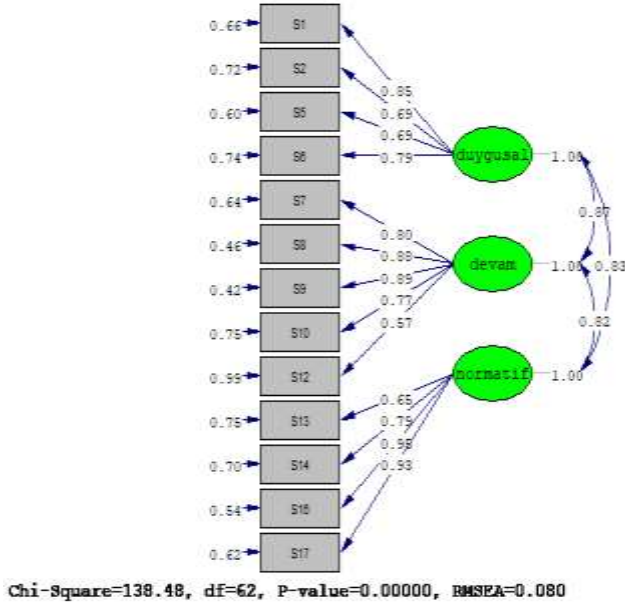 0.66 S1
0.72 S2
0.85
0.60 S5
0.69
0.69
0.74 S6
0.79
duygusal 1.00
0.64 S7
0.87
0.80
0.46 S8
0.88
devam 1.00 0.83
0.42 S9
0.89
0.77
0.75 S10
0.57
0.82
0.99 S12
normatif 1.00
0.65
0.75 S13
0.79
0.70 S14
0.98
0.93
0.54 S16
0.62 S17
Chi-Square=138.48, df=62, P-value=0.00000, RMSEA=0.080